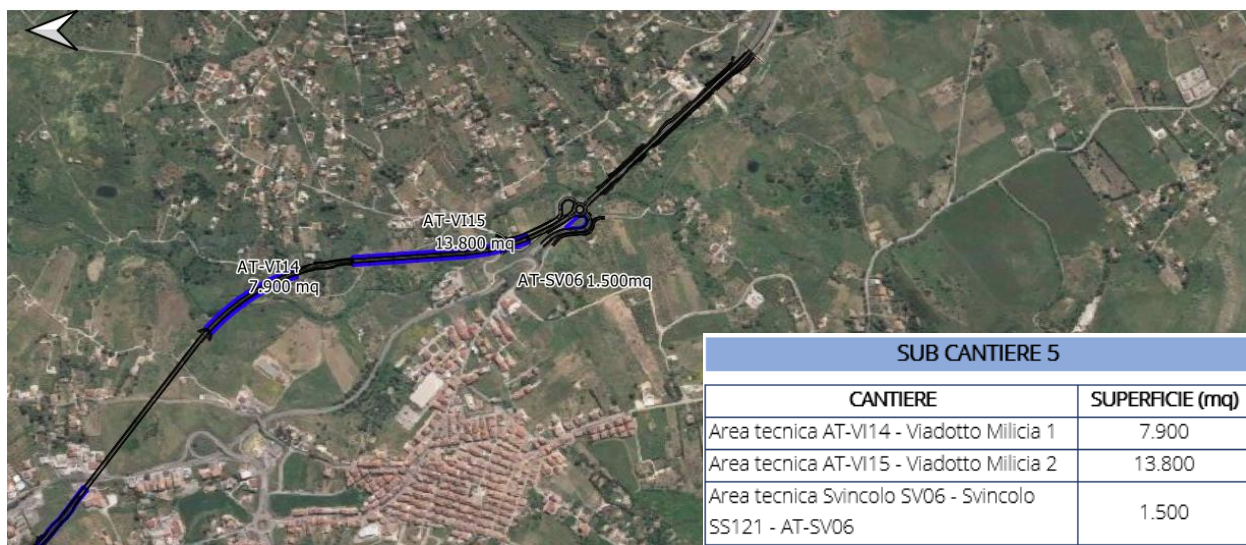 AT-VI15
13.800 mq
AT-VI14
7.900 mq
AT-SV06 1.500mq
SUB CANTIERE 5
CANTIERE SUPERFICIE (mq)
Area tecnica AT-VI14 - Viadotto Milicia 1 7.900
Area tecnica AT-VI15 - Viadotto Milicia 2 13.800
Area tecnica Svincolo SV06 - Svincolo
SS121 - AT-SV06 1.500